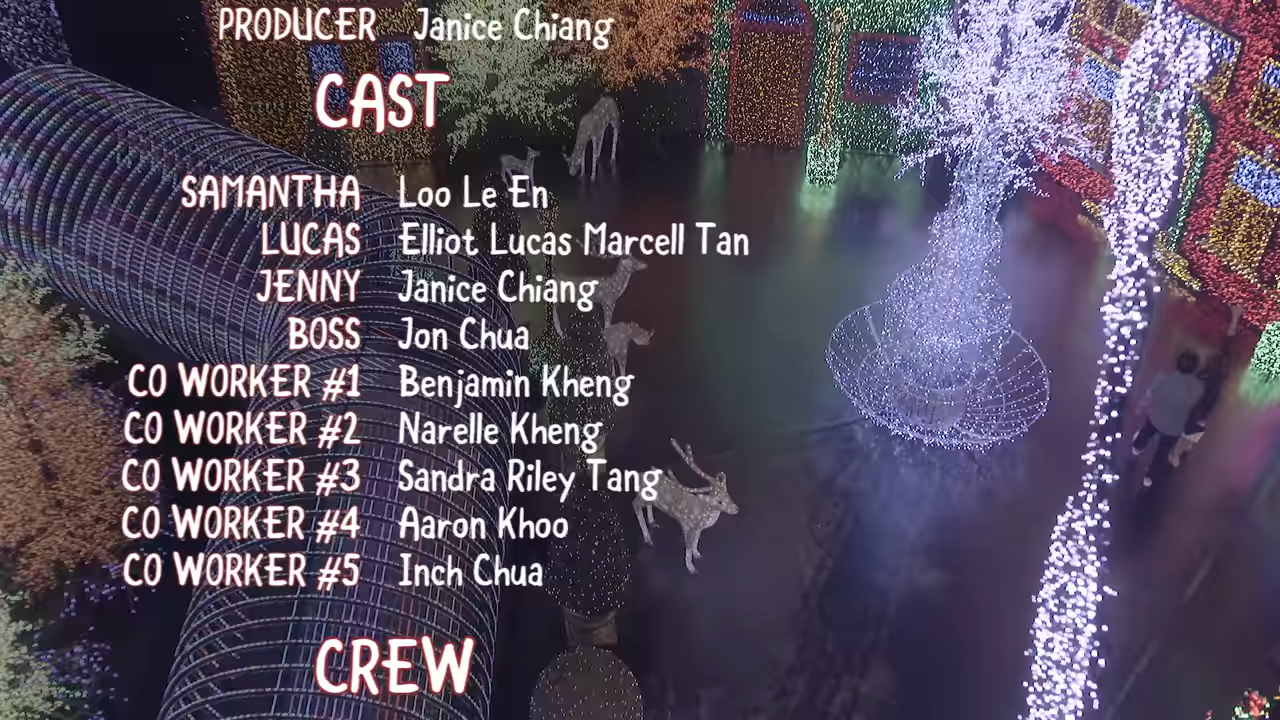 PRODUCER Janice Chiang
CAST
SAMANTHA Loo Le En
LUCAS Elliot Lucas Marcell Tan
JENNY Janice Chiang
BOSS Jon Chua
CO WORKER #1 Benjamin Kheng
CO WORKER #2 Narelle Kheng
CO WORKER #3 Sandra Riley Tang
CO WORKER #4 Aaron Khoo
CO WORKER #5 Inch Chua
CREW